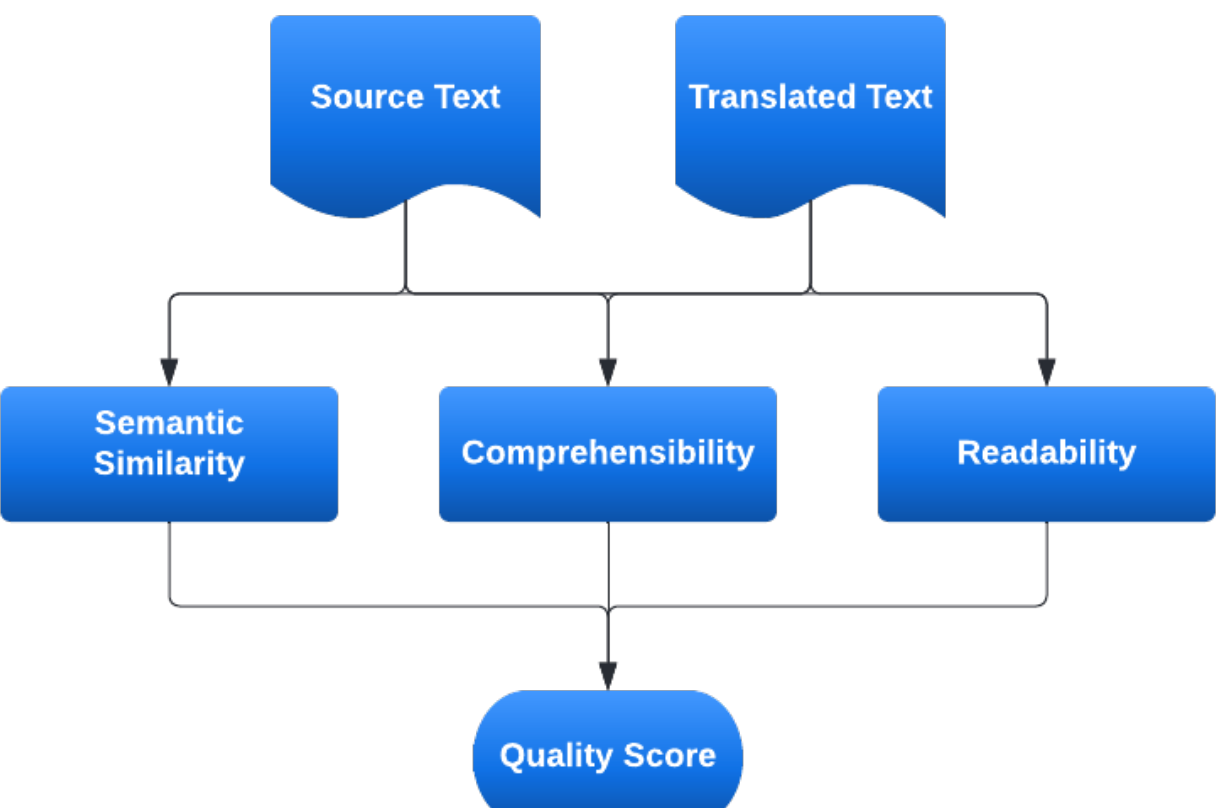 Source Text
Translated Text
Semantic
Similarity
Comprehensibility
Readability
Quality Score